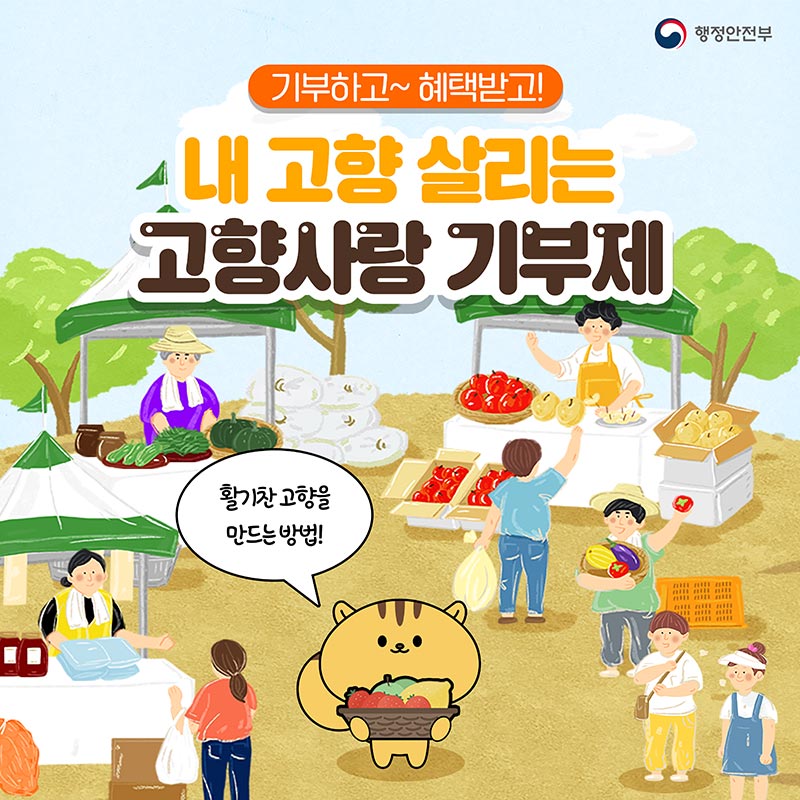 행정안전부
기부하고~ 혜택받고!
내 고향 살리는
고향사랑 기부제
활기찬 고향을
만드는 방법!